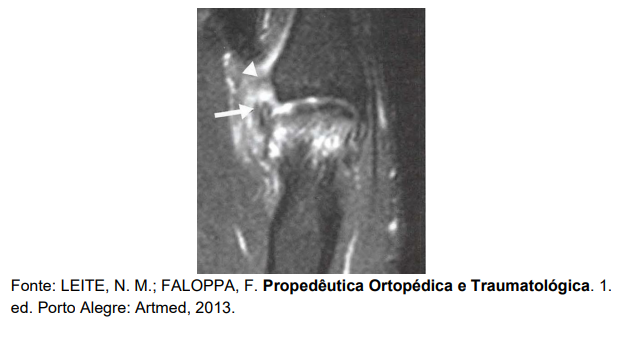 Fonte: LEITE, N. M.; FALOPPA, F. Propedêutica Ortopédica e Traumatológica. 1.
ed. Porto Alegre: Artmed, 2013.